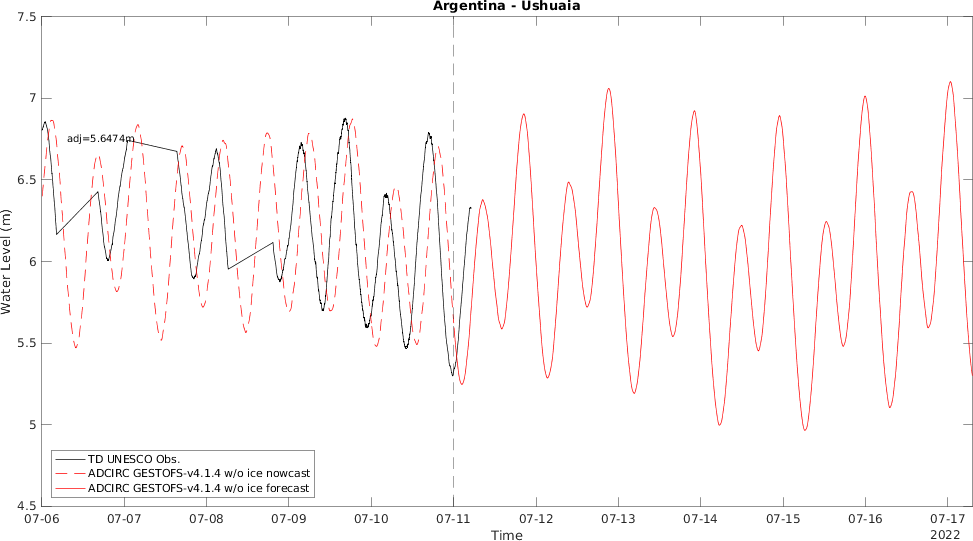 Argentina - Ushuaia
7.5
7
6.5
6
5.5
5
4.5
Water Level (m)
adj=5.6474m
TD UNESCO Obs.
ADCIRC GESTOFS-v4.1.4 w/o ice nowcast
ADCIRC GESTOFS-v4.1.4 w/o ice forecast
07-06 07-07 07-08 07-09 07-10 07-11 07-12 07-13 07-14 07-15 07-16 07-17
2022
Time